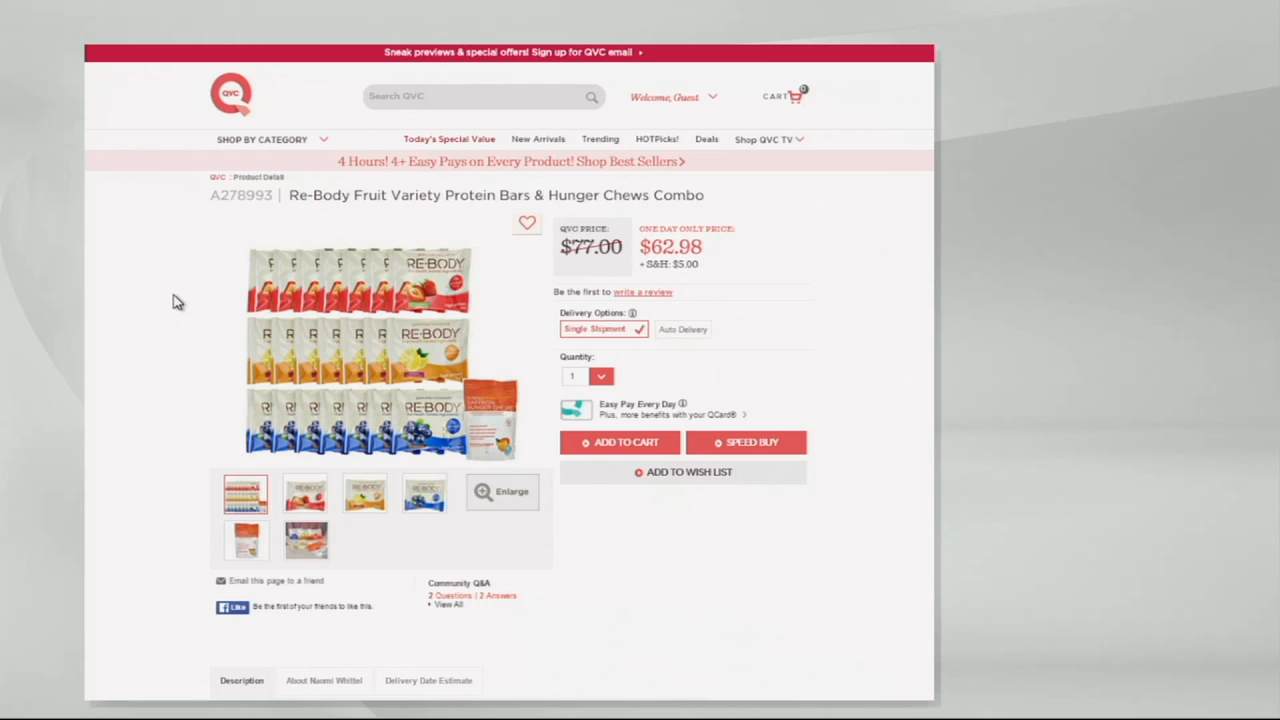 Sneak previews & special offers! Sign up for QVC email
QVC
Search QVC
Welcome, Guest
CART
0
SHOP BY CATEGORY
Today's Special Value
New Arrivals
Trending
HOTPicks!
Deals
Shop QVC TV
4 Hours! 4+ Easy Pays on Every Product! Shop Best Sellers
QVC : Product Detail
A278993 | Re-Body Fruit Variety Protein Bars & Hunger Chews Combo
QVC PRICE:
$77.00
ONE DAY ONLY PRICE:
$62.98
+ S&H: $5.00
RE-BODY
RE-BODY
RE-BODY
SAFFRON
HUNGER CHEWS
Be the first to write a review
Delivery Options:
Single Shipment
Auto Delivery
Quantity:
1
Easy Pay Every Day
Plus, more benefits with your QCard®
ADD TO CART
SPEED BUY
ADD TO WISH LIST
Enlarge
Email this page to a friend
Like
Be the first of your friends to like this.
Community Q&A
2 Questions | 2 Answers
View All
Description
About Naomi Whittel
Delivery Date Estimate